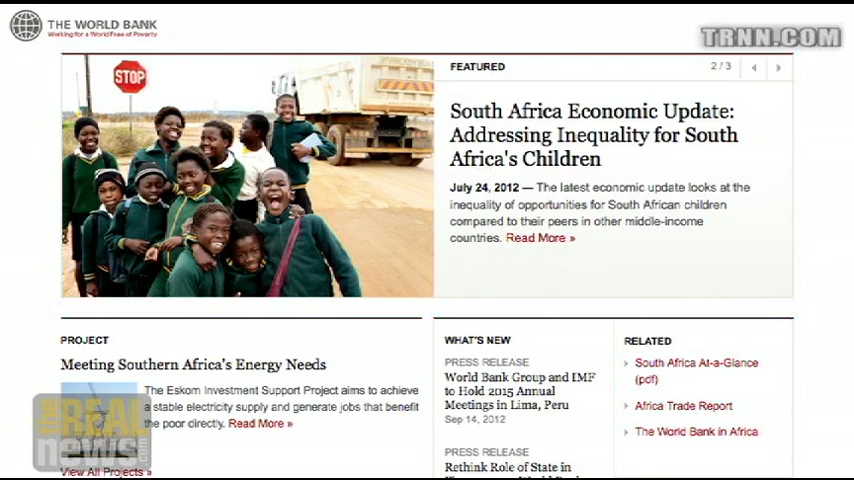 THE WORLD BANK
Working for a World Free of Poverty
TRNN.COM
STOP
FEATURED
2 / 3
South Africa Economic Update:
Addressing Inequality for South
Africa's Children
July 24, 2012 — The latest economic update looks at the
inequality of opportunities for South African children
compared to their peers in other middle-income
countries. Read More »
PROJECT
Meeting Southern Africa's Energy Needs
The Eskom Investment Support Project aims to achieve
a stable electricity supply and generate jobs that benefit
the poor directly. Read More »
View All Projects »
THE REAL
news.com
WHAT'S NEW
PRESS RELEASE
World Bank Group and IMF
to Hold 2015 Annual
Meetings in Lima, Peru
Sep 14, 2012
PRESS RELEASE
Rethink Role of State in
RELATED
South Africa At-a-Glance
(pdf)
Africa Trade Report
The World Bank in Africa